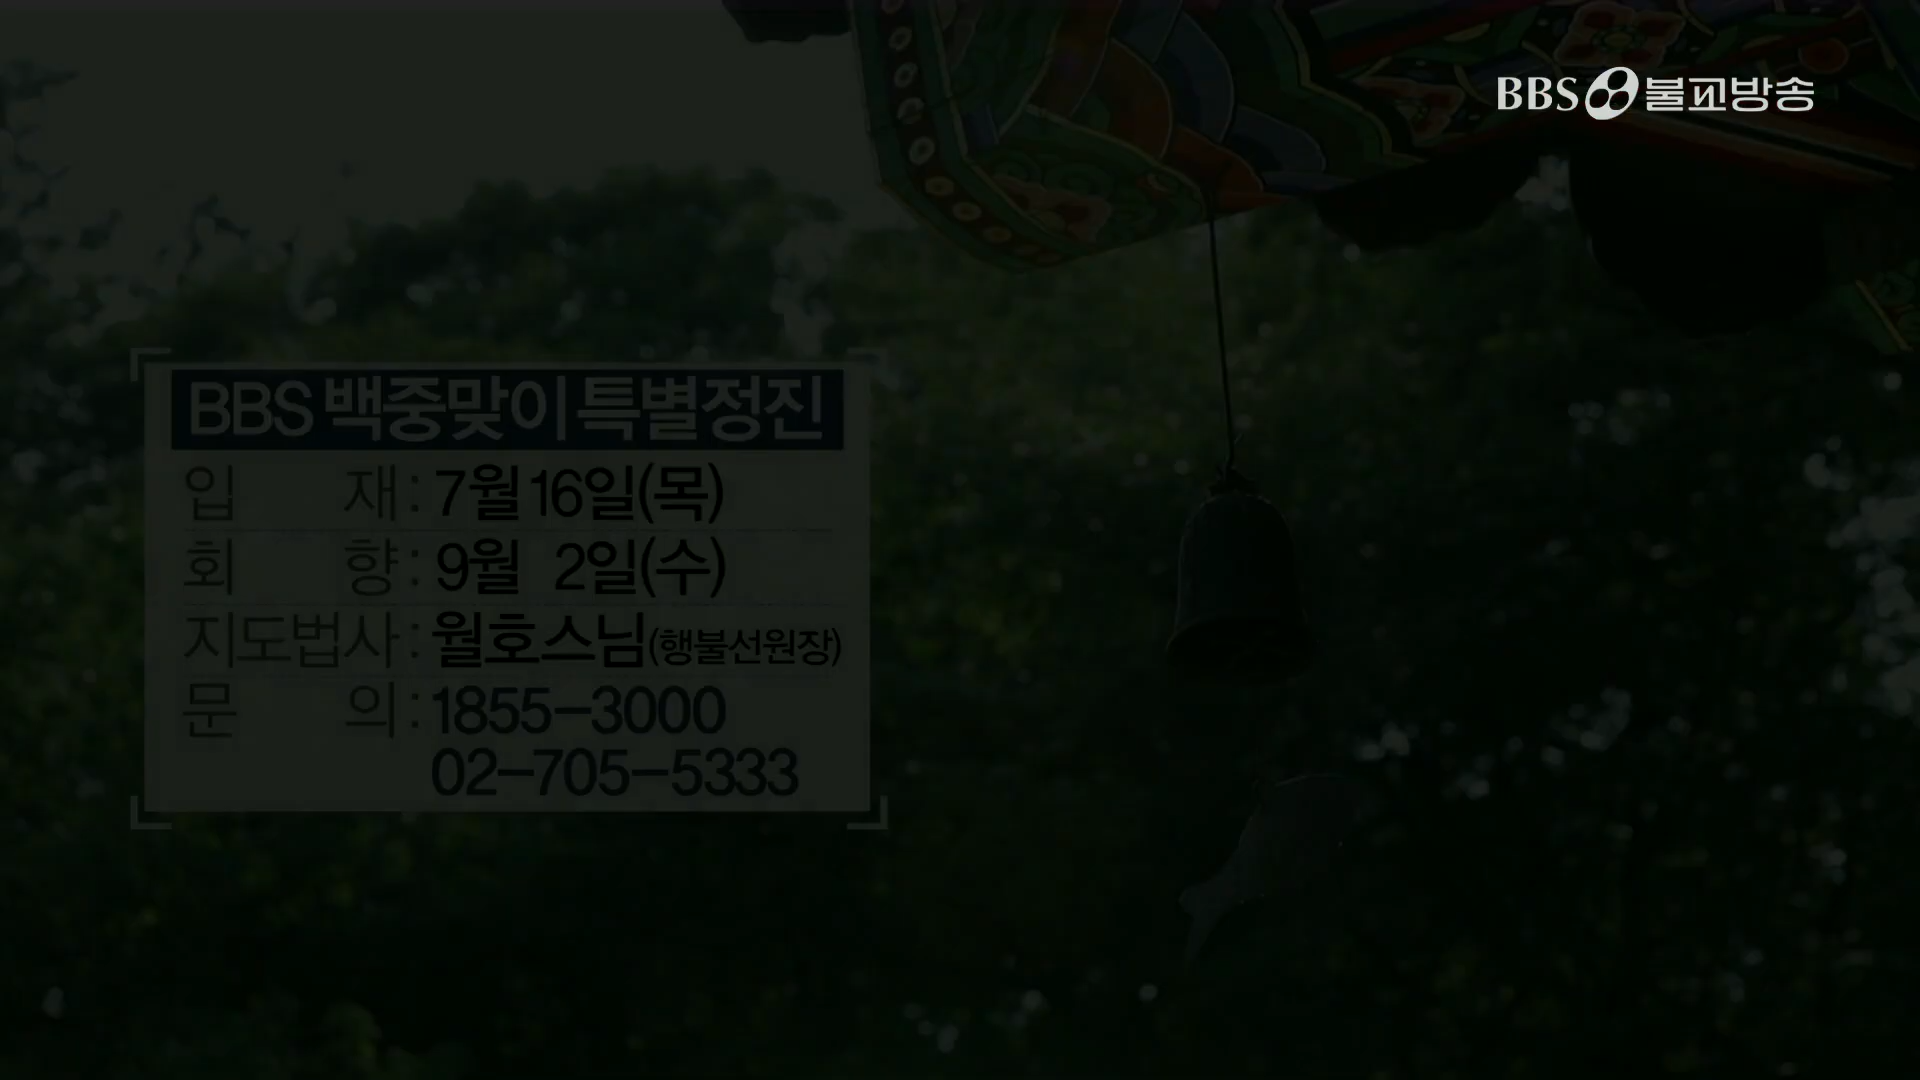 BBS 불교방송
BBS 백중맞이 특별정진
입 재 : 7월 16일(목)
회 향 : 9월 2일(수)
지도법사 : 월호스님(행불선원장)
문 의 : 1855-3000
02-705-5333